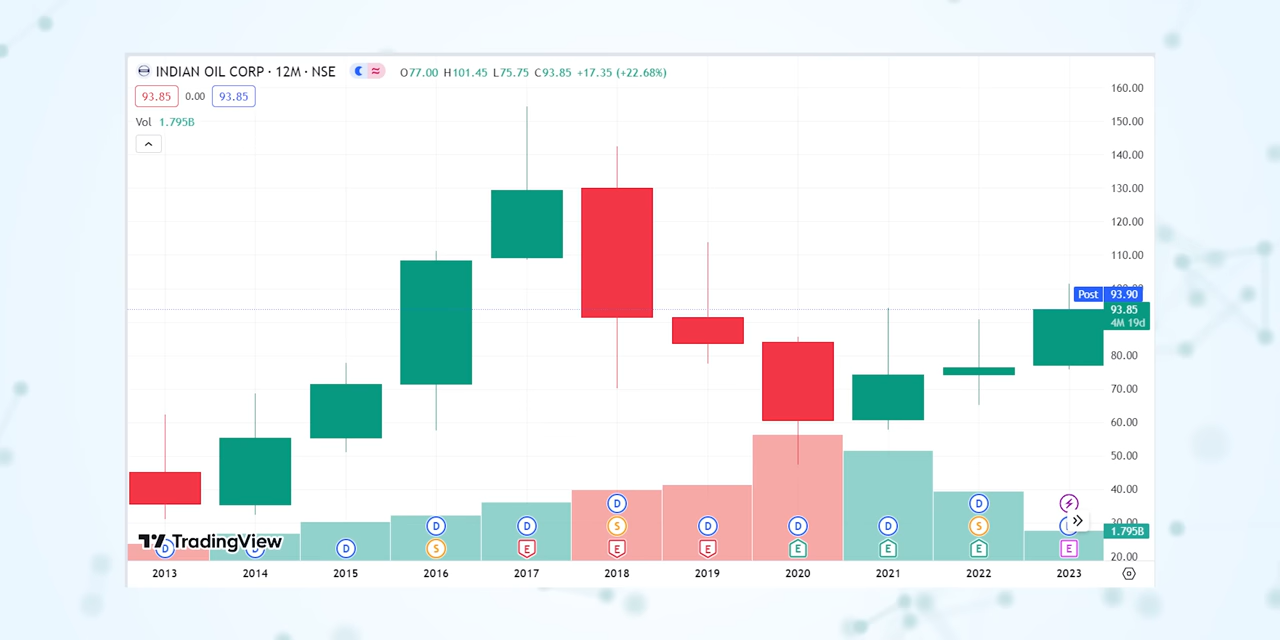 INDIAN OIL CORP · 12M · NSE O77.00 H101.45 L75.75 C93.85 +17.35 (+22.68%)
93.85 0.00 93.85
Vol 1.795B
160.00
150.00
140.00
130.00
120.00
110.00
100.00
Post 93.90
93.85
4M 19d
80.00
70.00
60.00
50.00
40.00
30.00
1.795B
20.00
D
S
D
D
D
S
D
D
D
S
D
D
D
S
E
E
E
E
E
E
E
TradingView
2013 2014 2015 2016 2017 2018 2019 2020 2021 2022 2023